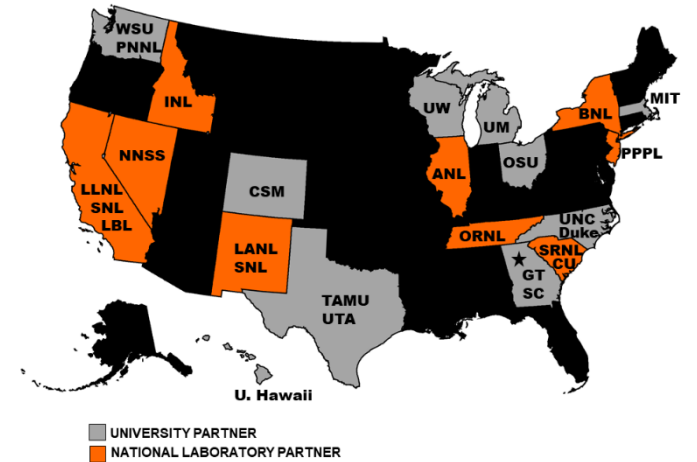 WSU
PNNL
INL
NNSS
LLNL
SNL
LBL
CSM
LANL
SNL
TAMU
UTA
UW
UM
ANL
OSU
BNL
MIT
PPPL
ORNL
UNC
Duke
SRNL
CU
GT
SC
U. Hawaii
UNIVERSITY PARTNER
NATIONAL LABORATORY PARTNER